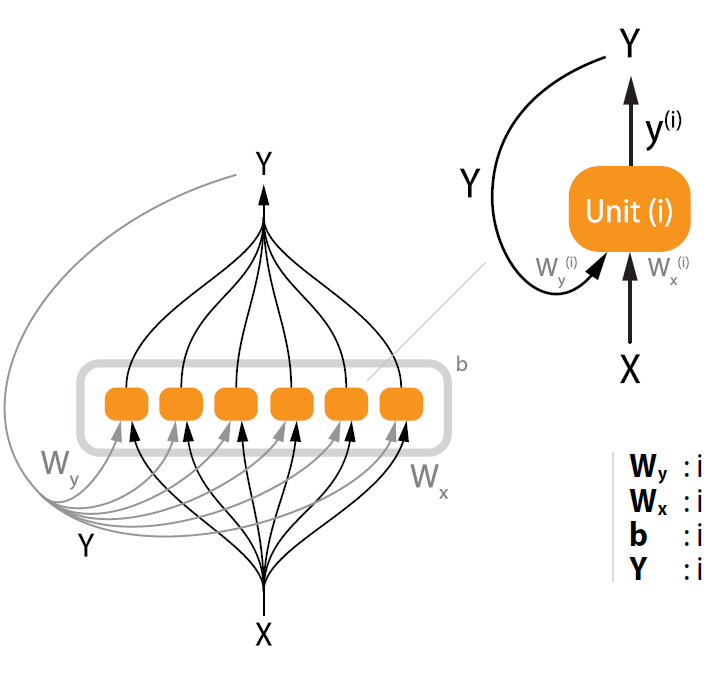 Y
y(i)
Y
Unit (i)
Wy(i)
Wx(i)
X
Y
b
Wy
Wx
Y
X
Wy : i
Wx : i
b : i
Y : i